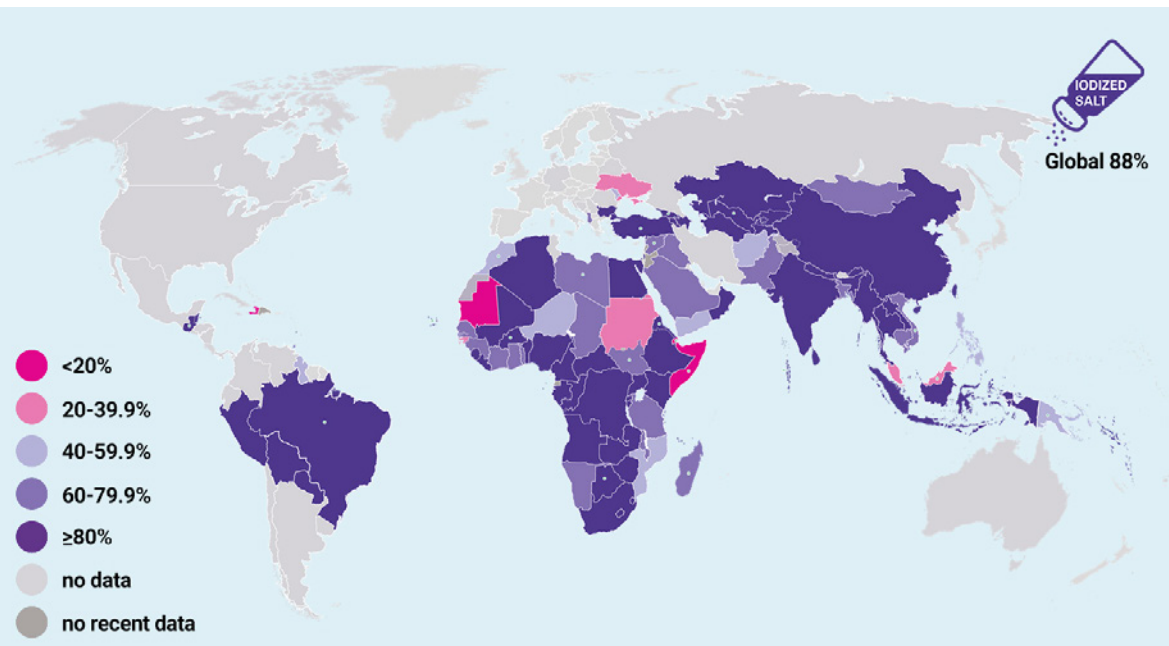 IODIZED
SALT
Global 88%
<20%
20-39.9%
40-59.9%
60-79.9%
≥80%
no data
no recent data